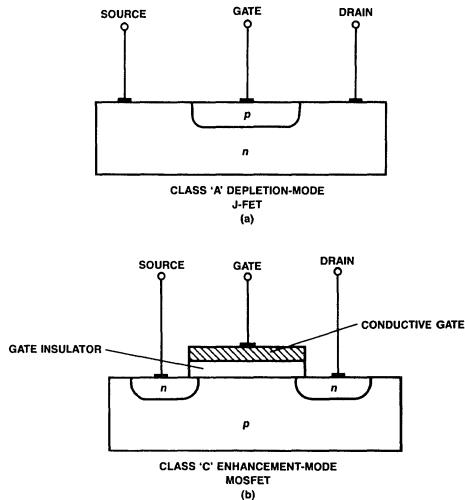 SOURCE GATE DRAIN
p
n
CLASS 'A' DEPLETION-MODE
J-FET
(a)
SOURCE GATE DRAIN
CONDUCTIVE GATE
GATE INSULATOR
n n
p
CLASS 'C' ENHANCEMENT-MODE
MOSFET
(b)